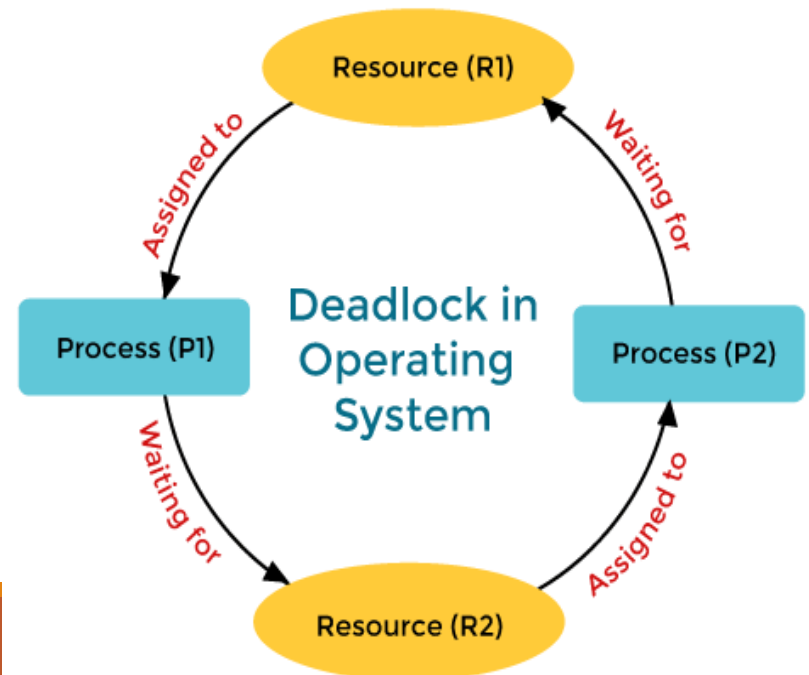 Resource (R1)
Assigned to
Waiting for
Deadlock in
Operating
System
Process (P1)
Process (P2)
Waiting for
Assigned to
Resource (R2)